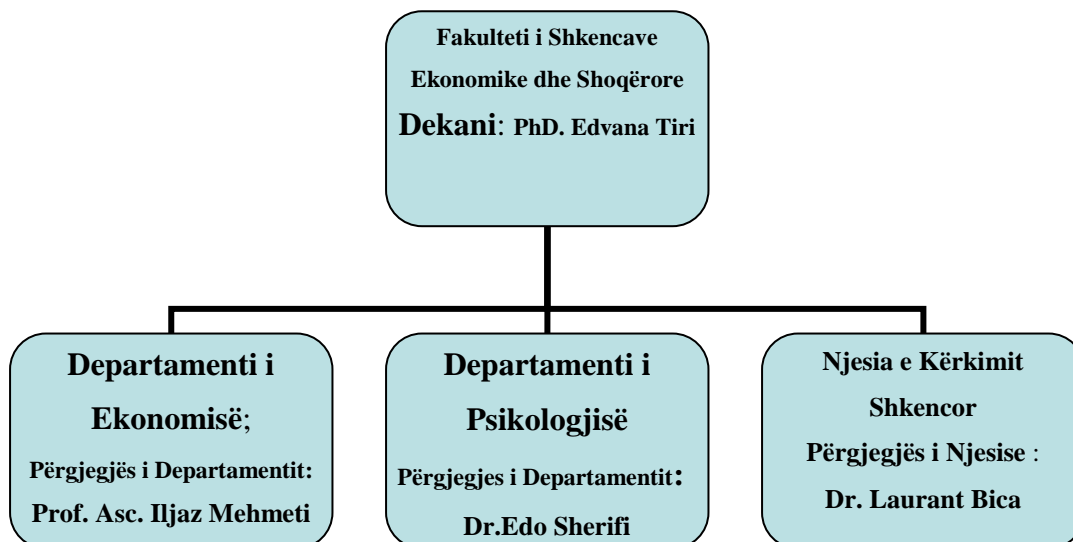 Fakulteti i Shkencave
Ekonomike dhe Shoqërore
Dekani: PhD. Edvana Tiri
Departamenti i
Ekonomisë;
Përgjegjës i Departamentit:
Prof. Asc. Iljaz Mehmeti
Departamenti i
Psikologjisë
Përgjegjes i Departamentit:
Dr.Edo Sherifi
Njesia e Kërkimit
Shkencor
Përgjegjës i Njesise :
Dr. Laurant Bica